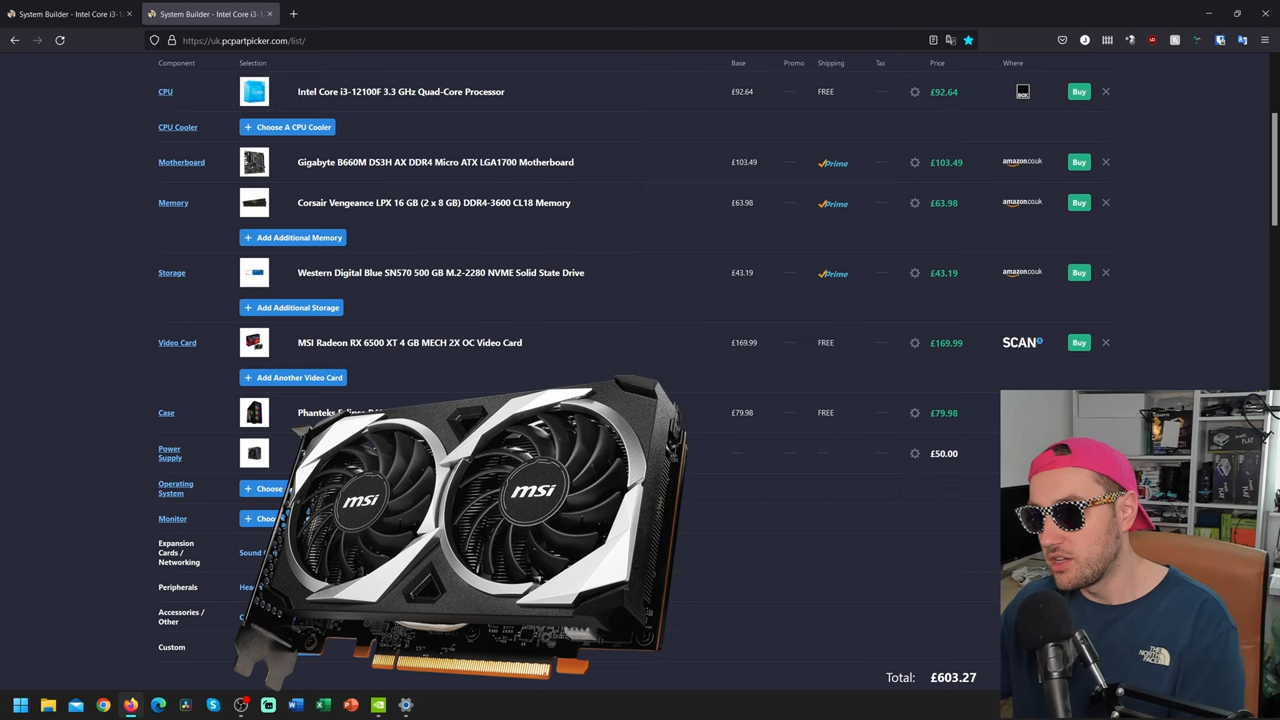 System Builder - Intel Core i3-1
System Builder - Intel Core i3-1
https://uk.pcpartpicker.com/list/
Component Selection Base Promo Shipping Tax Price Where
CPU Intel Core i3-12100F 3.3 GHz Quad-Core Processor £92.64 FREE £92.64 BOX Buy
CPU Cooler + Choose A CPU Cooler
Motherboard Gigabyte B660M DS3H AX DDR4 Micro ATX LGA1700 Motherboard £103.49 Prime £103.49 amazon.co.uk Buy
Memory Corsair Vengeance LPX 16 GB (2 x 8 GB) DDR4-3600 CL18 Memory £63.98 Prime £63.98 amazon.co.uk Buy
+ Add Additional Memory
Storage Western Digital Blue SN570 500 GB M.2-2280 NVME Solid State Drive £43.19 Prime £43.19 amazon.co.uk Buy
+ Add Additional Storage
Video Card MSI Radeon RX 6500 XT 4 GB MECH 2X OC Video Card £169.99 FREE £169.99 SCAN Buy
+ Add Another Video Card
Case Phanteks £79.98 FREE £79.98
Power
Supply £50.00
Operating
System + Choose
Monitor + Choo
Expansion
Cards /
Networking Sound
Peripherals
Accessories /
Other
Custom
Total: £603.27
msi
msi
THE
NORTH
FACE